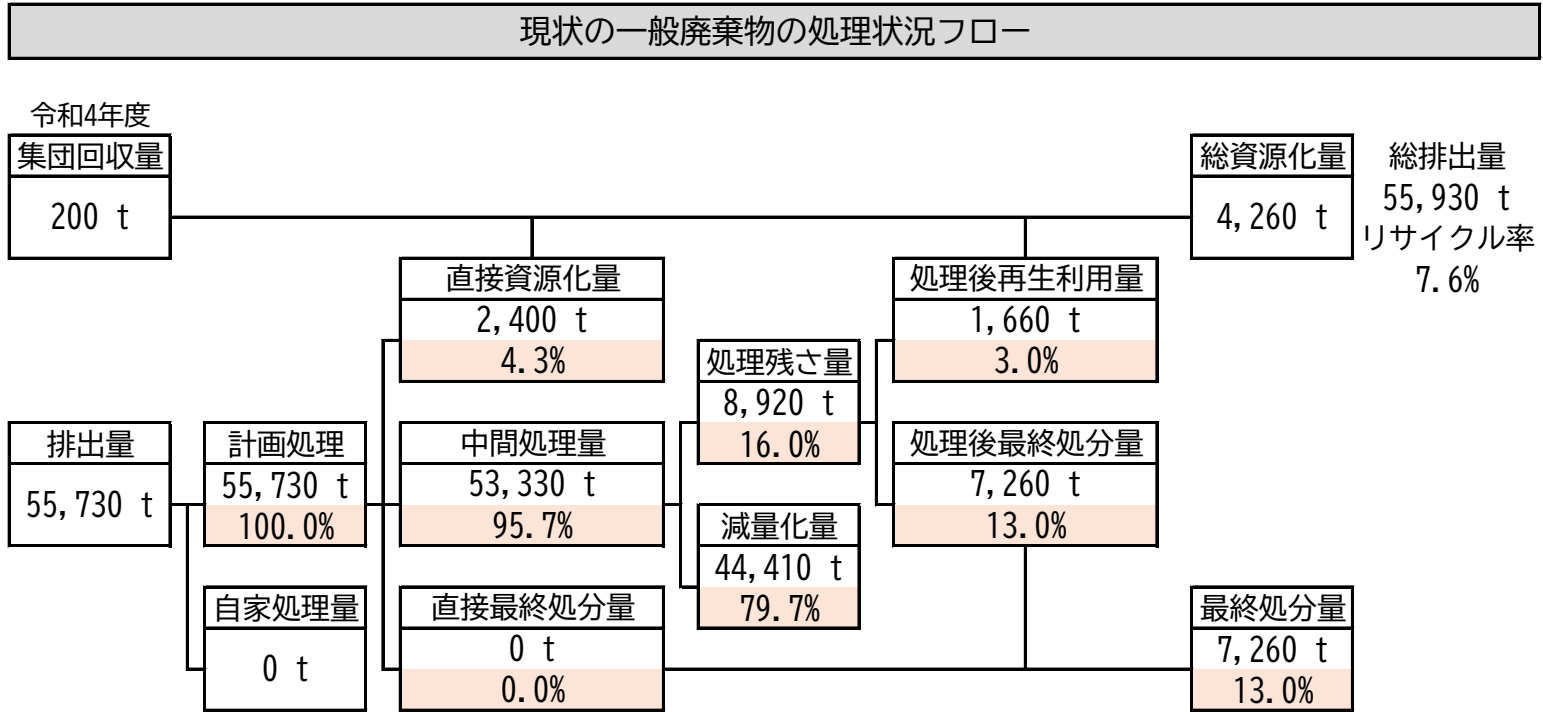 現状の一般廃棄物の処理状況フロー
令和4年度
集団回収量
200 t
総資源化量
4,260 t
総排出量
55,930 t
リサイクル率
7.6%
直接資源化量
2,400 t
4.3%
処理後再生利用量
1,660 t
3.0%
処理残さ量
8,920 t
16.0%
排出量
55,730 t
計画処理
55,730 t
100.0%
中間処理量
53,330 t
95.7%
処理後最終処分量
7,260 t
13.0%
減量化量
44,410 t
79.7%
自家処理量
0 t
直接最終処分量
0 t
0.0%
最終処分量
7,260 t
13.0%